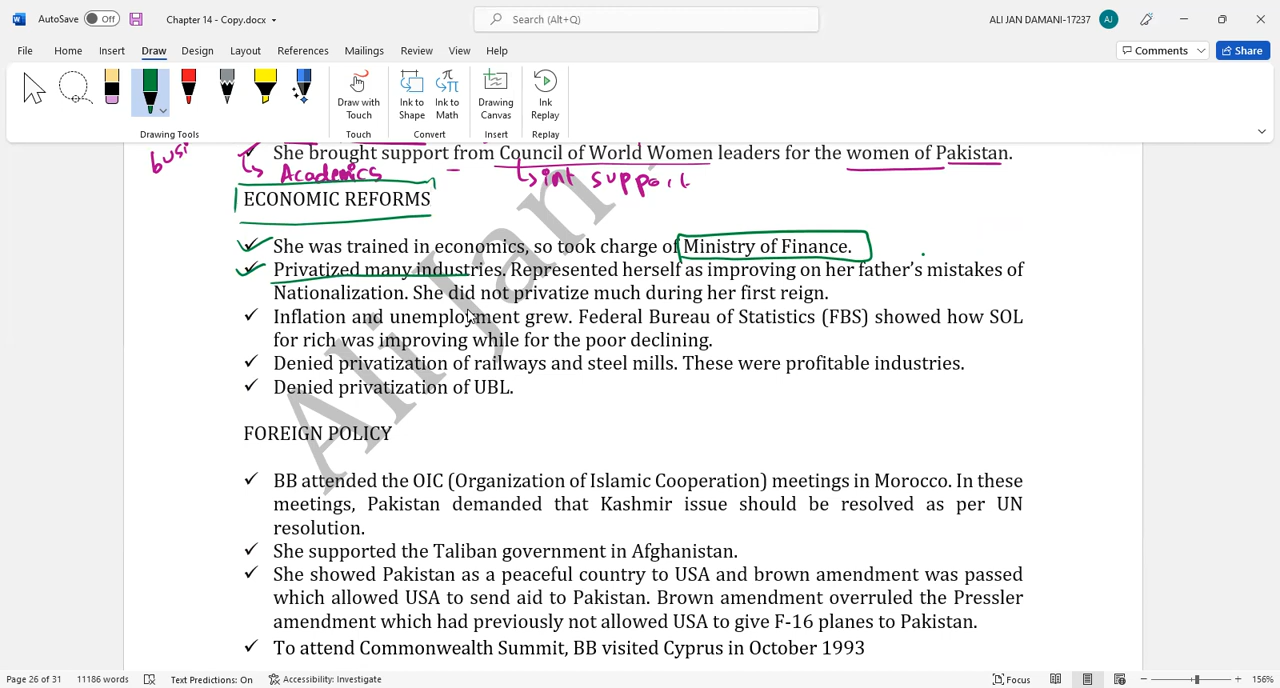 AutoSave Off Chapter 14 - Copy.docx Search (Alt+Q) ALI JAN DAMANI-17237 AJ
File Home Insert Draw Design Layout References Mailings Review View Help Comments Share
Draw with Touch Ink to Shape Ink to Math Drawing Canvas Ink Replay
Drawing Tools Touch Convert Insert Replay
busi
✓ She brought support from Council of World Women leaders for the women of Pakistan.
Academics int support
ECONOMIC REFORMS
✓ She was trained in economics, so took charge of Ministry of Finance.
✓ Privatized many industries. Represented herself as improving on her father's mistakes of
Nationalization. She did not privatize much during her first reign.
✓ Inflation and unemployment grew. Federal Bureau of Statistics (FBS) showed how SOL
for rich was improving while for the poor declining.
✓ Denied privatization of railways and steel mills. These were profitable industries.
✓ Denied privatization of UBL.
Ali Jan
FOREIGN POLICY
✓ BB attended the OIC (Organization of Islamic Cooperation) meetings in Morocco. In these
meetings, Pakistan demanded that Kashmir issue should be resolved as per UN
resolution.
✓ She supported the Taliban government in Afghanistan.
✓ She showed Pakistan as a peaceful country to USA and brown amendment was passed
which allowed USA to send aid to Pakistan. Brown amendment overruled the Pressler
amendment which had previously not allowed USA to give F-16 planes to Pakistan.
✓ To attend Commonwealth Summit, BB visited Cyprus in October 1993
Page 26 of 31 11186 words Text Predictions: On Accessibility: Investigate Focus 156%